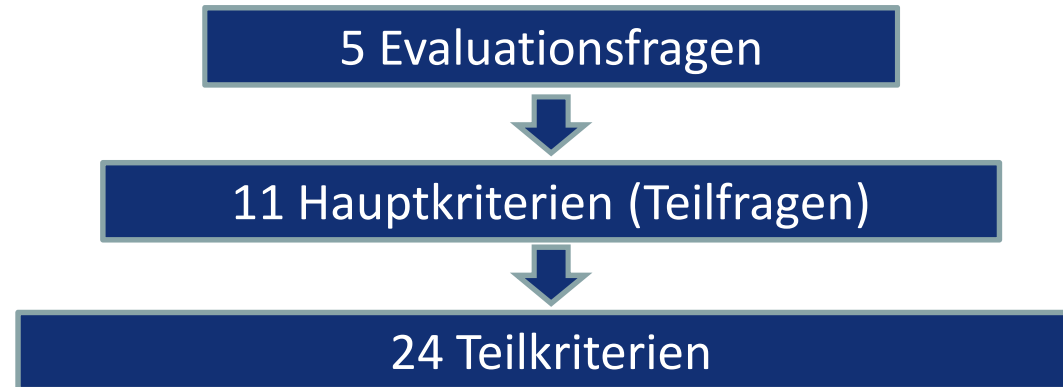 5 Evaluationsfragen
11 Hauptkriterien (Teilfragen)
24 Teilkriterien